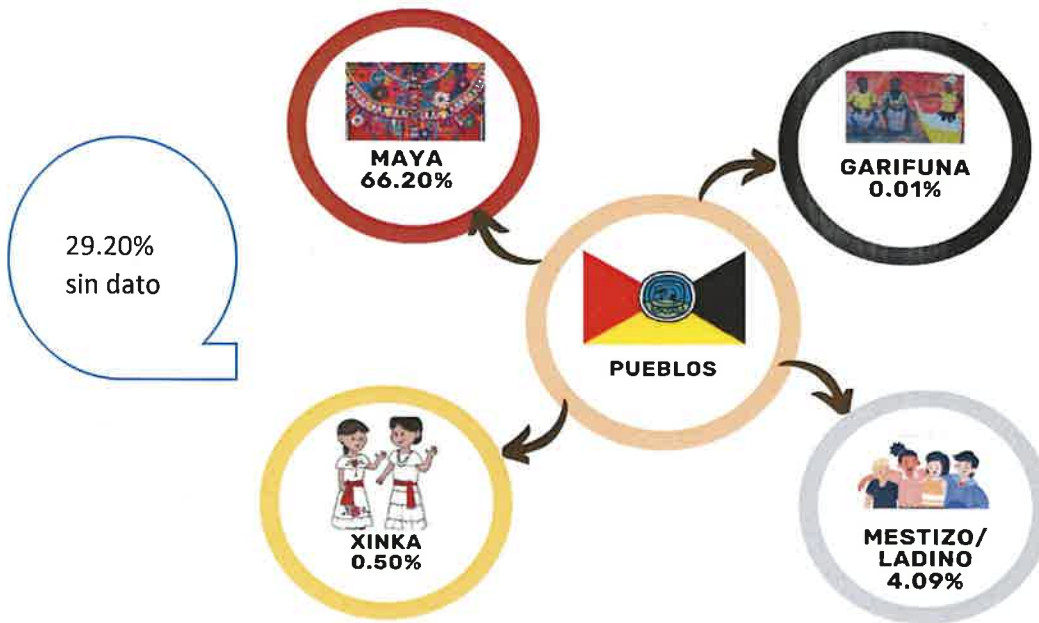 MAYA
66.20%
GARIFUNA
0.01%
29.20%
sin dato
PUEBLOS
XINKA
0.50%
MESTIZO/
LADINO
4.09%